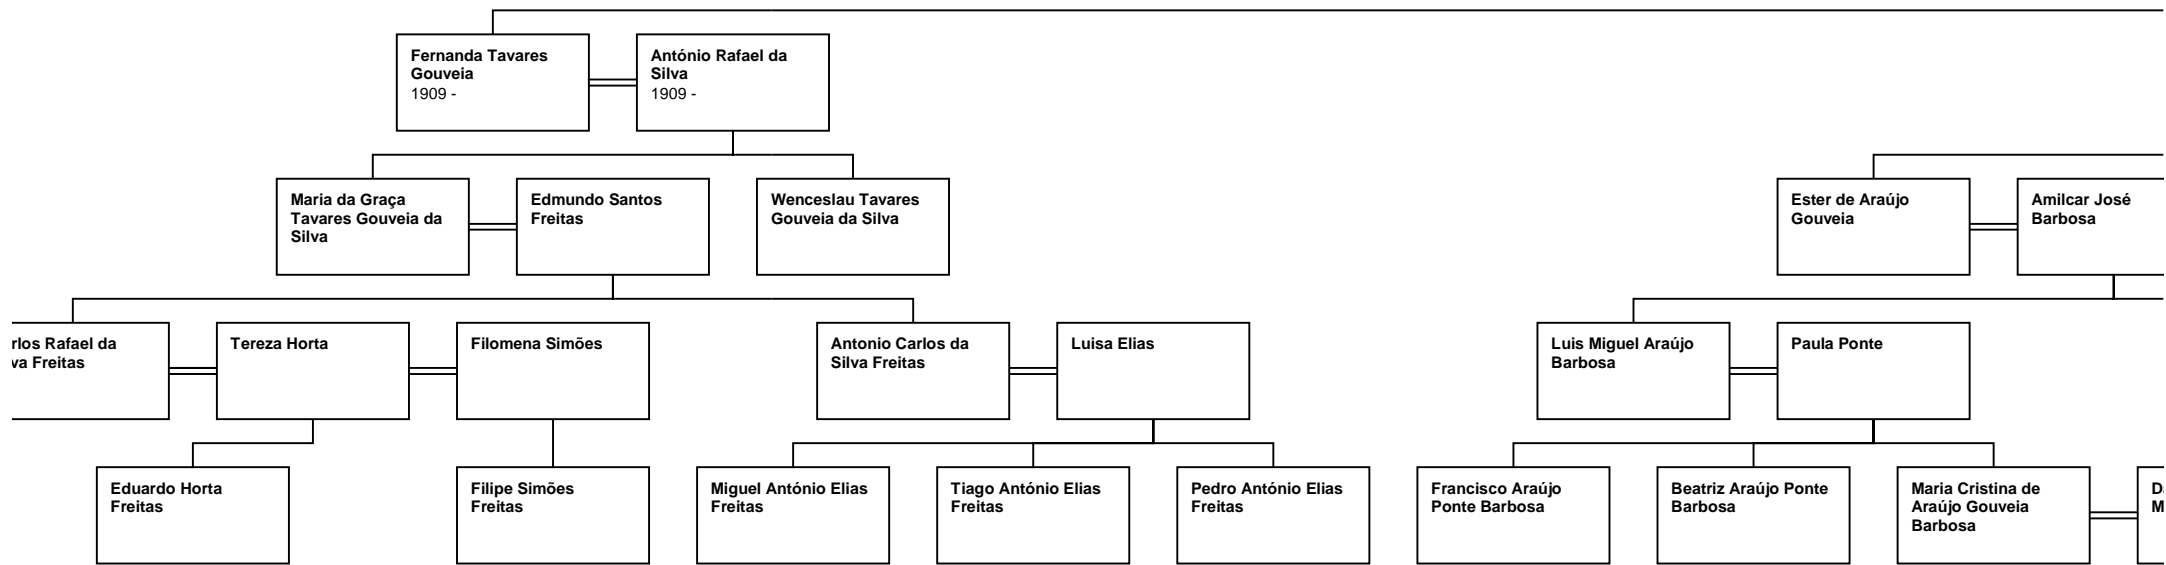 Fernanda Tavares
Gouveia
1909 -
António Rafael da
Silva
1909 -
Maria da Graça
Tavares Gouveia da
Silva
Edmundo Santos
Freitas
Wenceslau Tavares
Gouveia da Silva
Ester de Araújo
Gouveia
Amilcar José
Barbosa
Rafael da
Freitas
Tereza Horta
Filomena Simões
Antonio Carlos da
Silva Freitas
Luisa Elias
Luis Miguel Araújo
Barbosa
Paula Ponte
Eduardo Horta
Freitas
Filipe Simões
Freitas
Miguel António Elias
Freitas
Tiago António Elias
Freitas
Pedro António Elias
Freitas
Francisco Araújo
Ponte Barbosa
Beatriz Araújo Ponte
Barbosa
Maria Cristina de
Araújo Gouveia
Barbosa